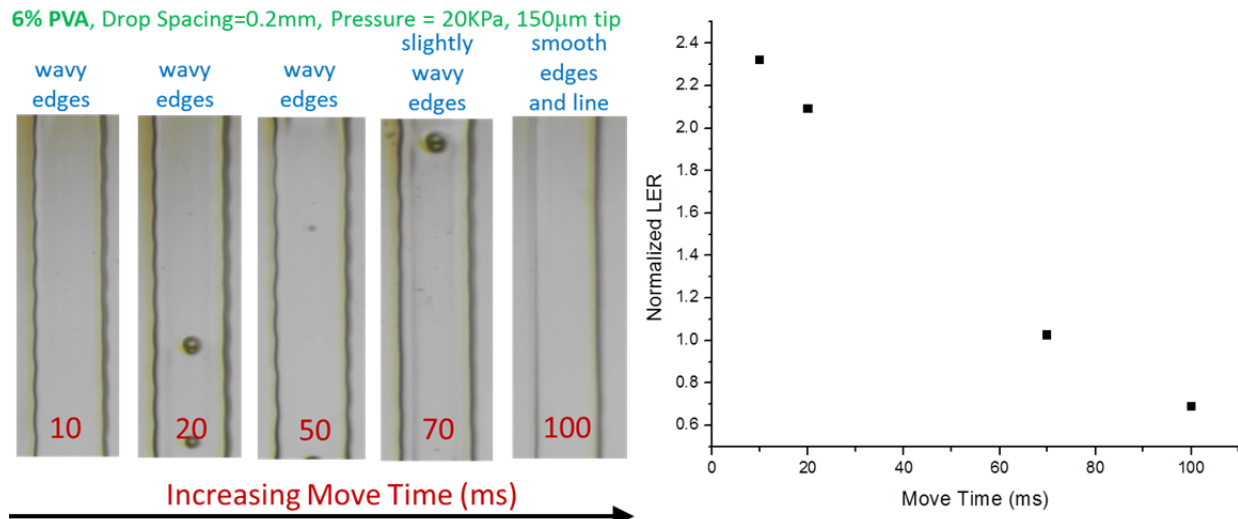 6% PVA, Drop Spacing=0.2mm, Pressure = 20KPa, 150μm tip
wavy
edges
wavy
edges
wavy
edges
slightly
wavy
edges
smooth
edges
and line
10
20
50
70
100
Increasing Move Time (ms)
Normalized LER
2.4
2.2
2.0
1.8
1.6
1.4
1.2
1.0
0.8
0.6
0
20
40
60
80
100
Move Time (ms)